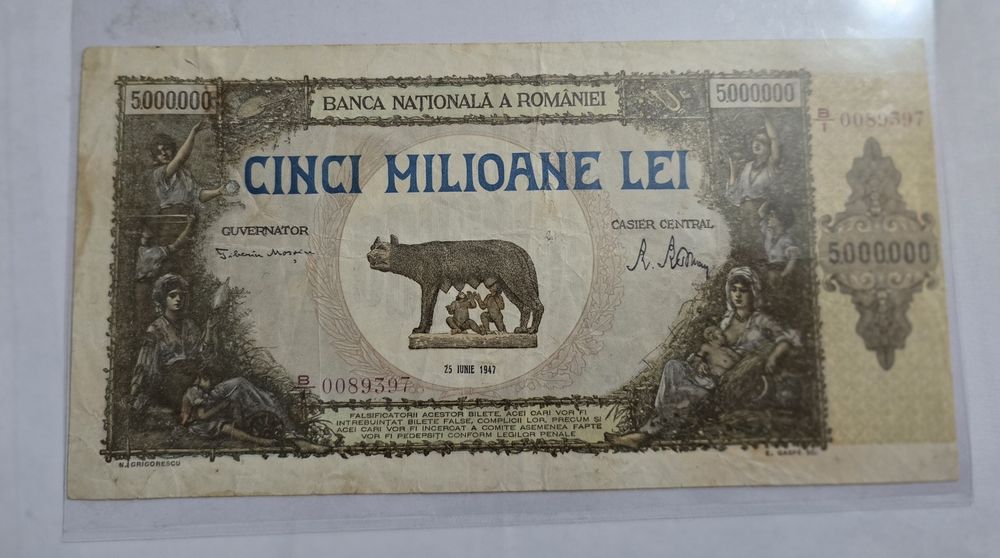 5.000.000
BANCA NAȚIONALĂ A ROMÂNIEI
5.000.000
B/1 0089397
CINCI MILIOANE LEI
GUVERNATOR
CASIER CENTRAL
5.000.000
25 IUNIE 1947
B/1 0089397
FALSIFICATORII ACESTOR BILETE, ACEI CARI VOR FI
INTREBUINȚAT BILETE FALSE, COMPLICII LOR, PRECUM ȘI
ACEI CARI VOR FI INCERCAT A COMITE ASEMENEA FAPTE
VOR FI PEDEPSIȚI CONFORM LEGILOR PENALE
N. GRIGORESCU